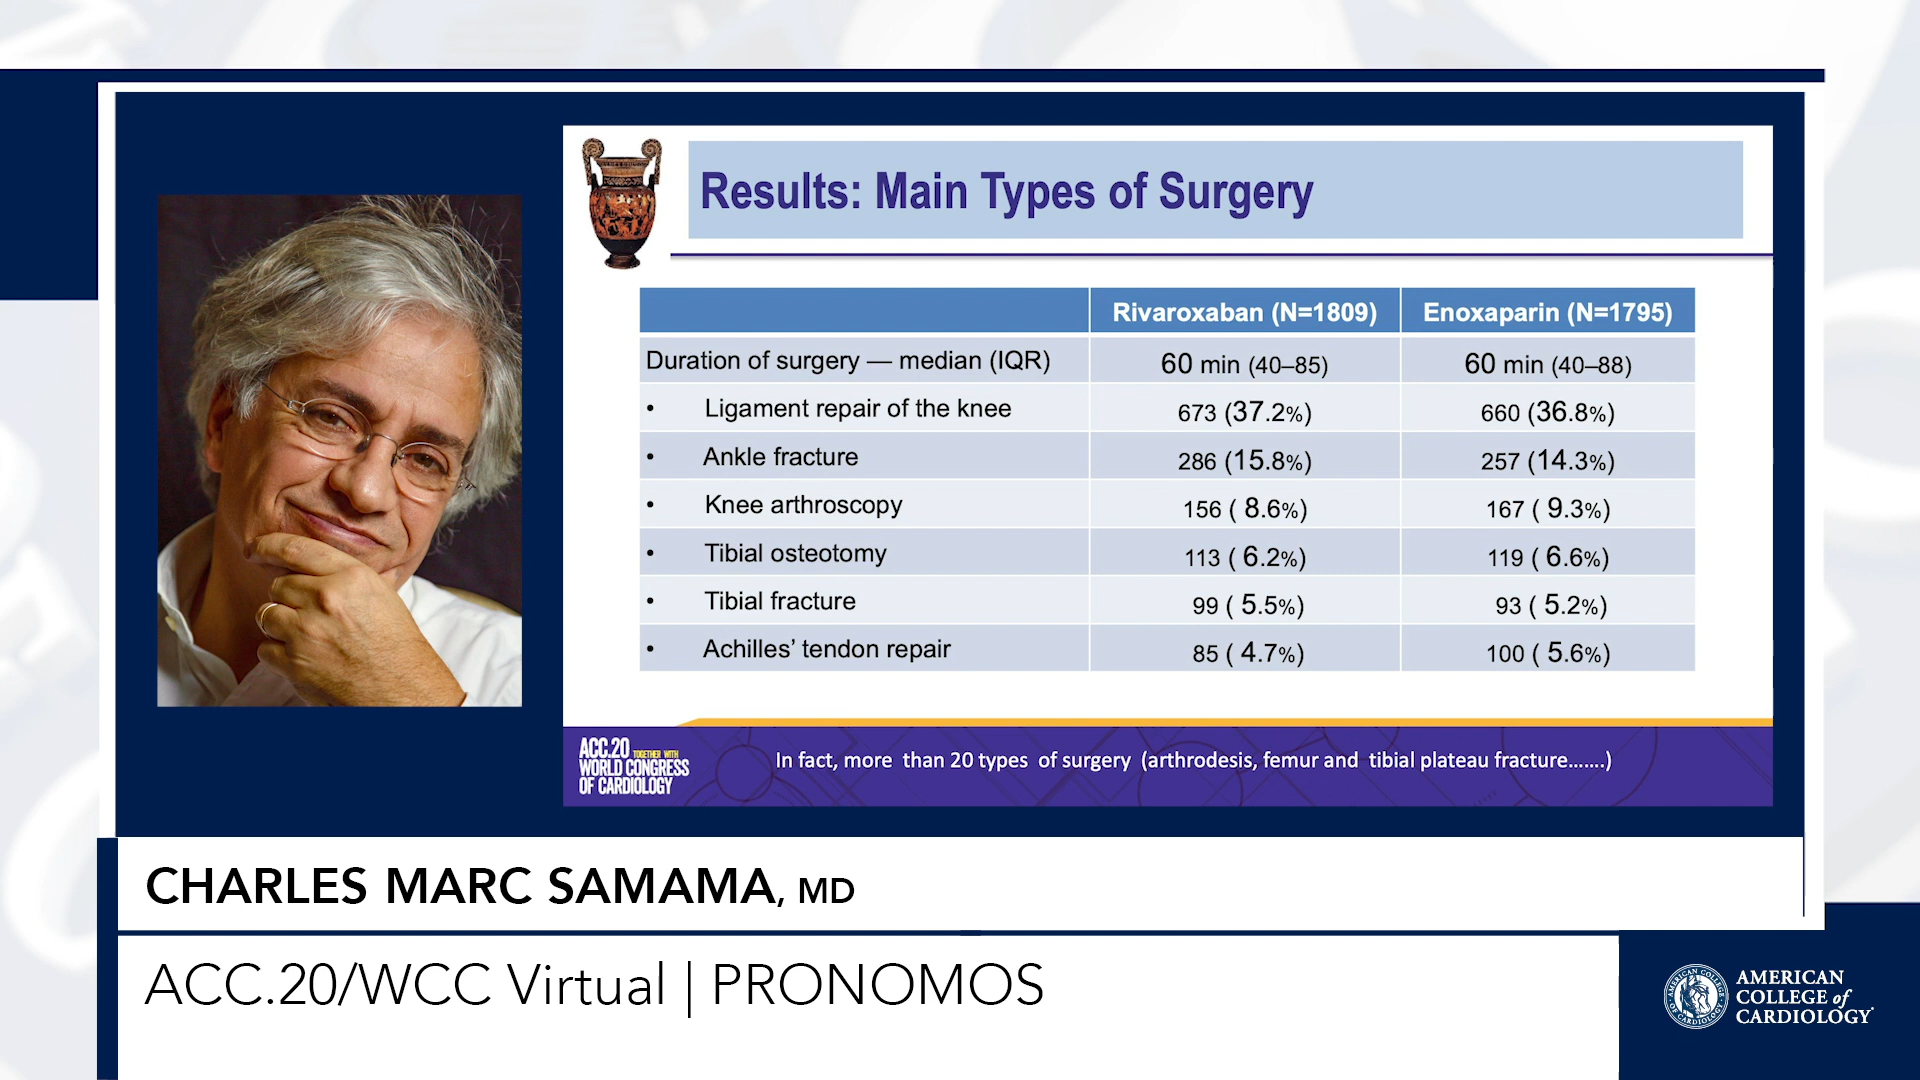 Results: Main Types of Surgery
Rivaroxaban (N=1809) Enoxaparin (N=1795)
Duration of surgery — median (IQR) 60 min (40–85) 60 min (40–88)
• Ligament repair of the knee 673 (37.2%) 660 (36.8%)
• Ankle fracture 286 (15.8%) 257 (14.3%)
• Knee arthroscopy 156 ( 8.6%) 167 ( 9.3%)
• Tibial osteotomy 113 ( 6.2%) 119 ( 6.6%)
• Tibial fracture 99 ( 5.5%) 93 ( 5.2%)
• Achilles’ tendon repair 85 ( 4.7%) 100 ( 5.6%)
ACC.20 TOGETHER WITH
WORLD CONGRESS
OF CARDIOLOGY
In fact, more than 20 types of surgery (arthrodesis, femur and tibial plateau fracture…….)
CHARLES MARC SAMAMA, MD
ACC.20/WCC Virtual | PRONOMOS
AMERICAN
COLLEGE of
CARDIOLOGY